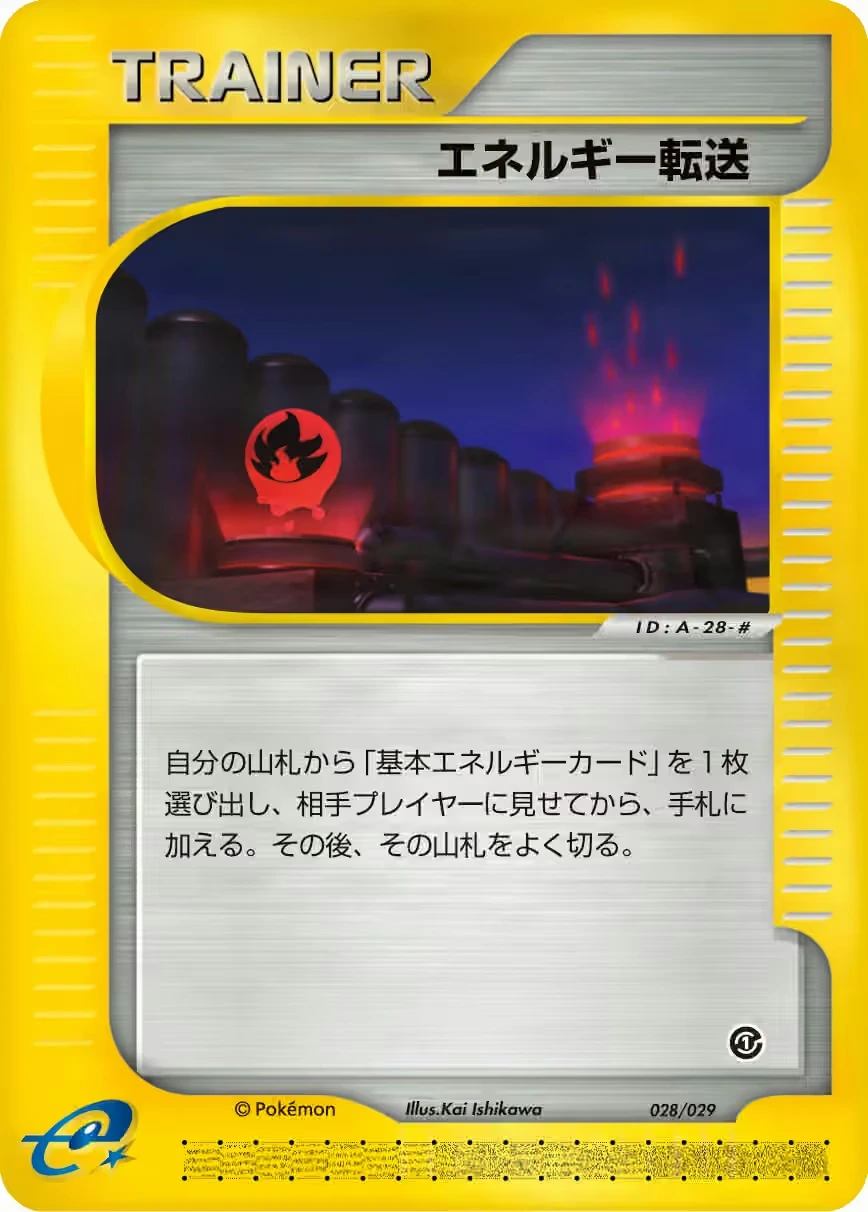 TRAINER
エネルギー転送
ID:A-28-#
自分の山札から「基本エネルギーカード」を1枚
選び出し、相手プレイヤーに見せてから、手札に
加える。その後、その山札をよく切る。
© Pokémon
Illus.Kai Ishikawa
028/029